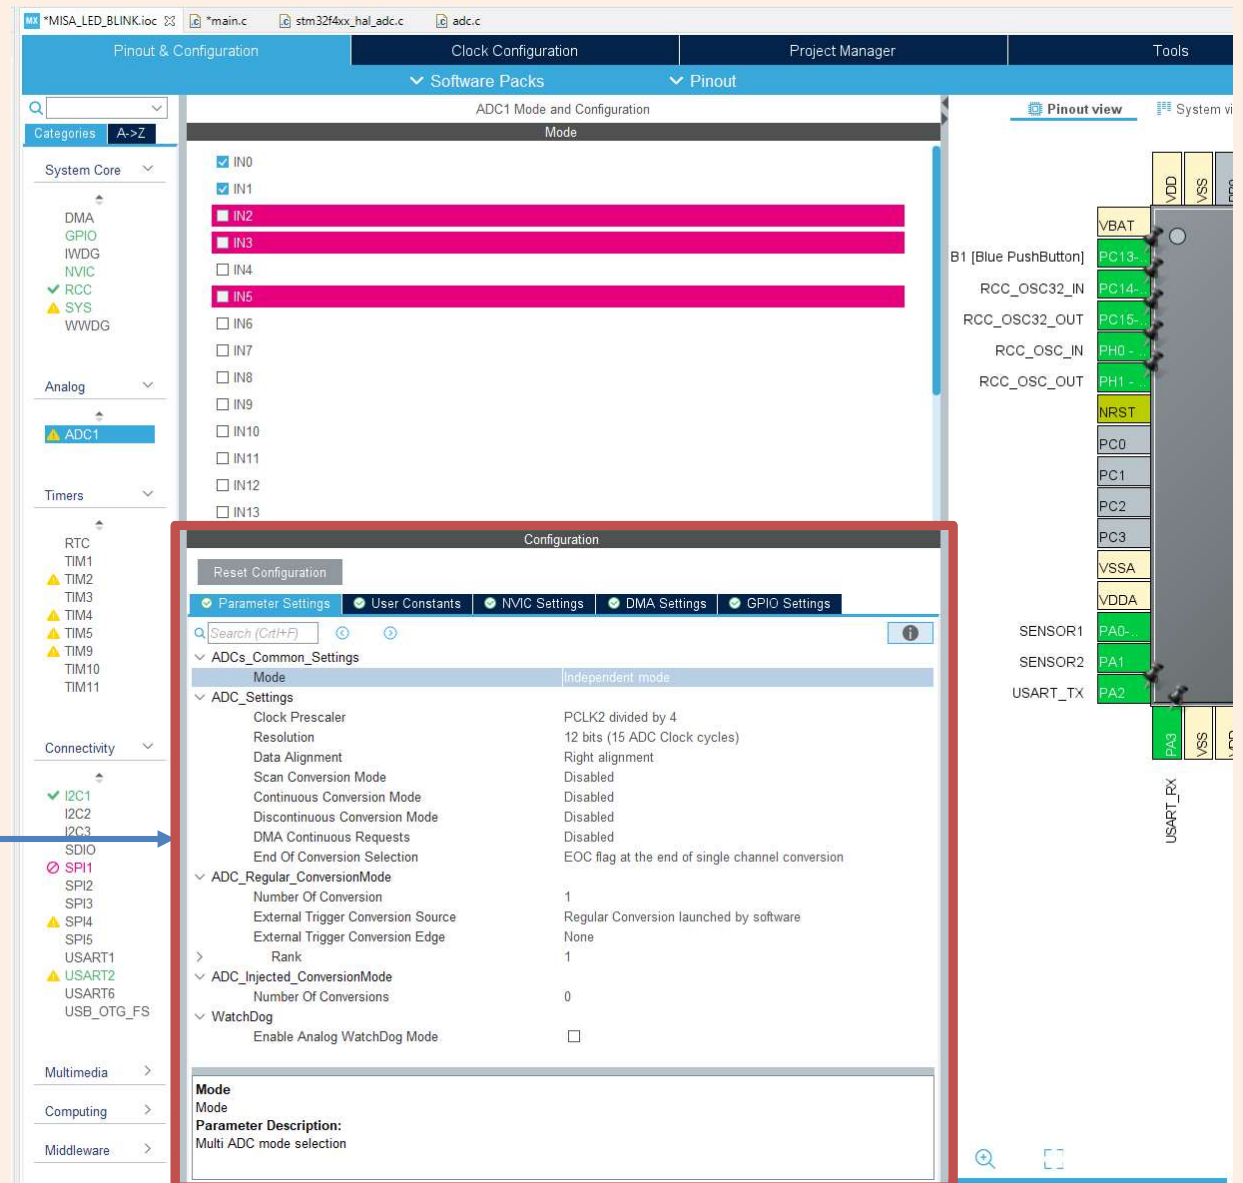 *MISA_LED_BLINK.ioc
*main.c
stm32f4xx_hal_adc.c
adc.c
Pinout & Configuration
Clock Configuration
Project Manager
Tools
Software Packs
Pinout
Categories
A->Z
System Core
DMA
GPIO
IWDG
NVIC
RCC
SYS
WWDG
Analog
ADC1
Timers
RTC
TIM1
TIM2
TIM3
TIM4
TIM5
TIM9
TIM10
TIM11
Connectivity
I2C1
I2C2
I2C3
SDIO
SPI1
SPI2
SPI3
SPI4
SPI5
USART1
USART2
USART6
USB_OTG_FS
Multimedia
Computing
Middleware
ADC1 Mode and Configuration
Mode
IN0
IN1
IN2
IN3
IN4
IN5
IN6
IN7
IN8
IN9
IN10
IN11
IN12
IN13
Configuration
Reset Configuration
Parameter Settings
User Constants
NVIC Settings
DMA Settings
GPIO Settings
Search (Crtl+F)
ADCs_Common_Settings
Mode Independent mode
ADC_Settings
Clock Prescaler PCLK2 divided by 4
Resolution 12 bits (15 ADC Clock cycles)
Data Alignment Right alignment
Scan Conversion Mode Disabled
Continuous Conversion Mode Disabled
Discontinuous Conversion Mode Disabled
DMA Continuous Requests Disabled
End Of Conversion Selection EOC flag at the end of single channel conversion
ADC_Regular_ConversionMode
Number Of Conversion 1
External Trigger Conversion Source Regular Conversion launched by software
External Trigger Conversion Edge None
Rank 1
ADC_Injected_ConversionMode
Number Of Conversions 0
WatchDog
Enable Analog WatchDog Mode
Mode
Mode
Parameter Description:
Multi ADC mode selection
Pinout view
System vi
VDD
VSS
VBAT
B1 [Blue PushButton] PC13-..
RCC_OSC32_IN PC14-..
RCC_OSC32_OUT PC15-..
RCC_OSC_IN PH0 - ..
RCC_OSC_OUT PH1 - ..
NRST
PC0
PC1
PC2
PC3
VSSA
VDDA
SENSOR1 PA0-..
SENSOR2 PA1
USART_TX PA2
PA3
VSS
VDD
USART_RX